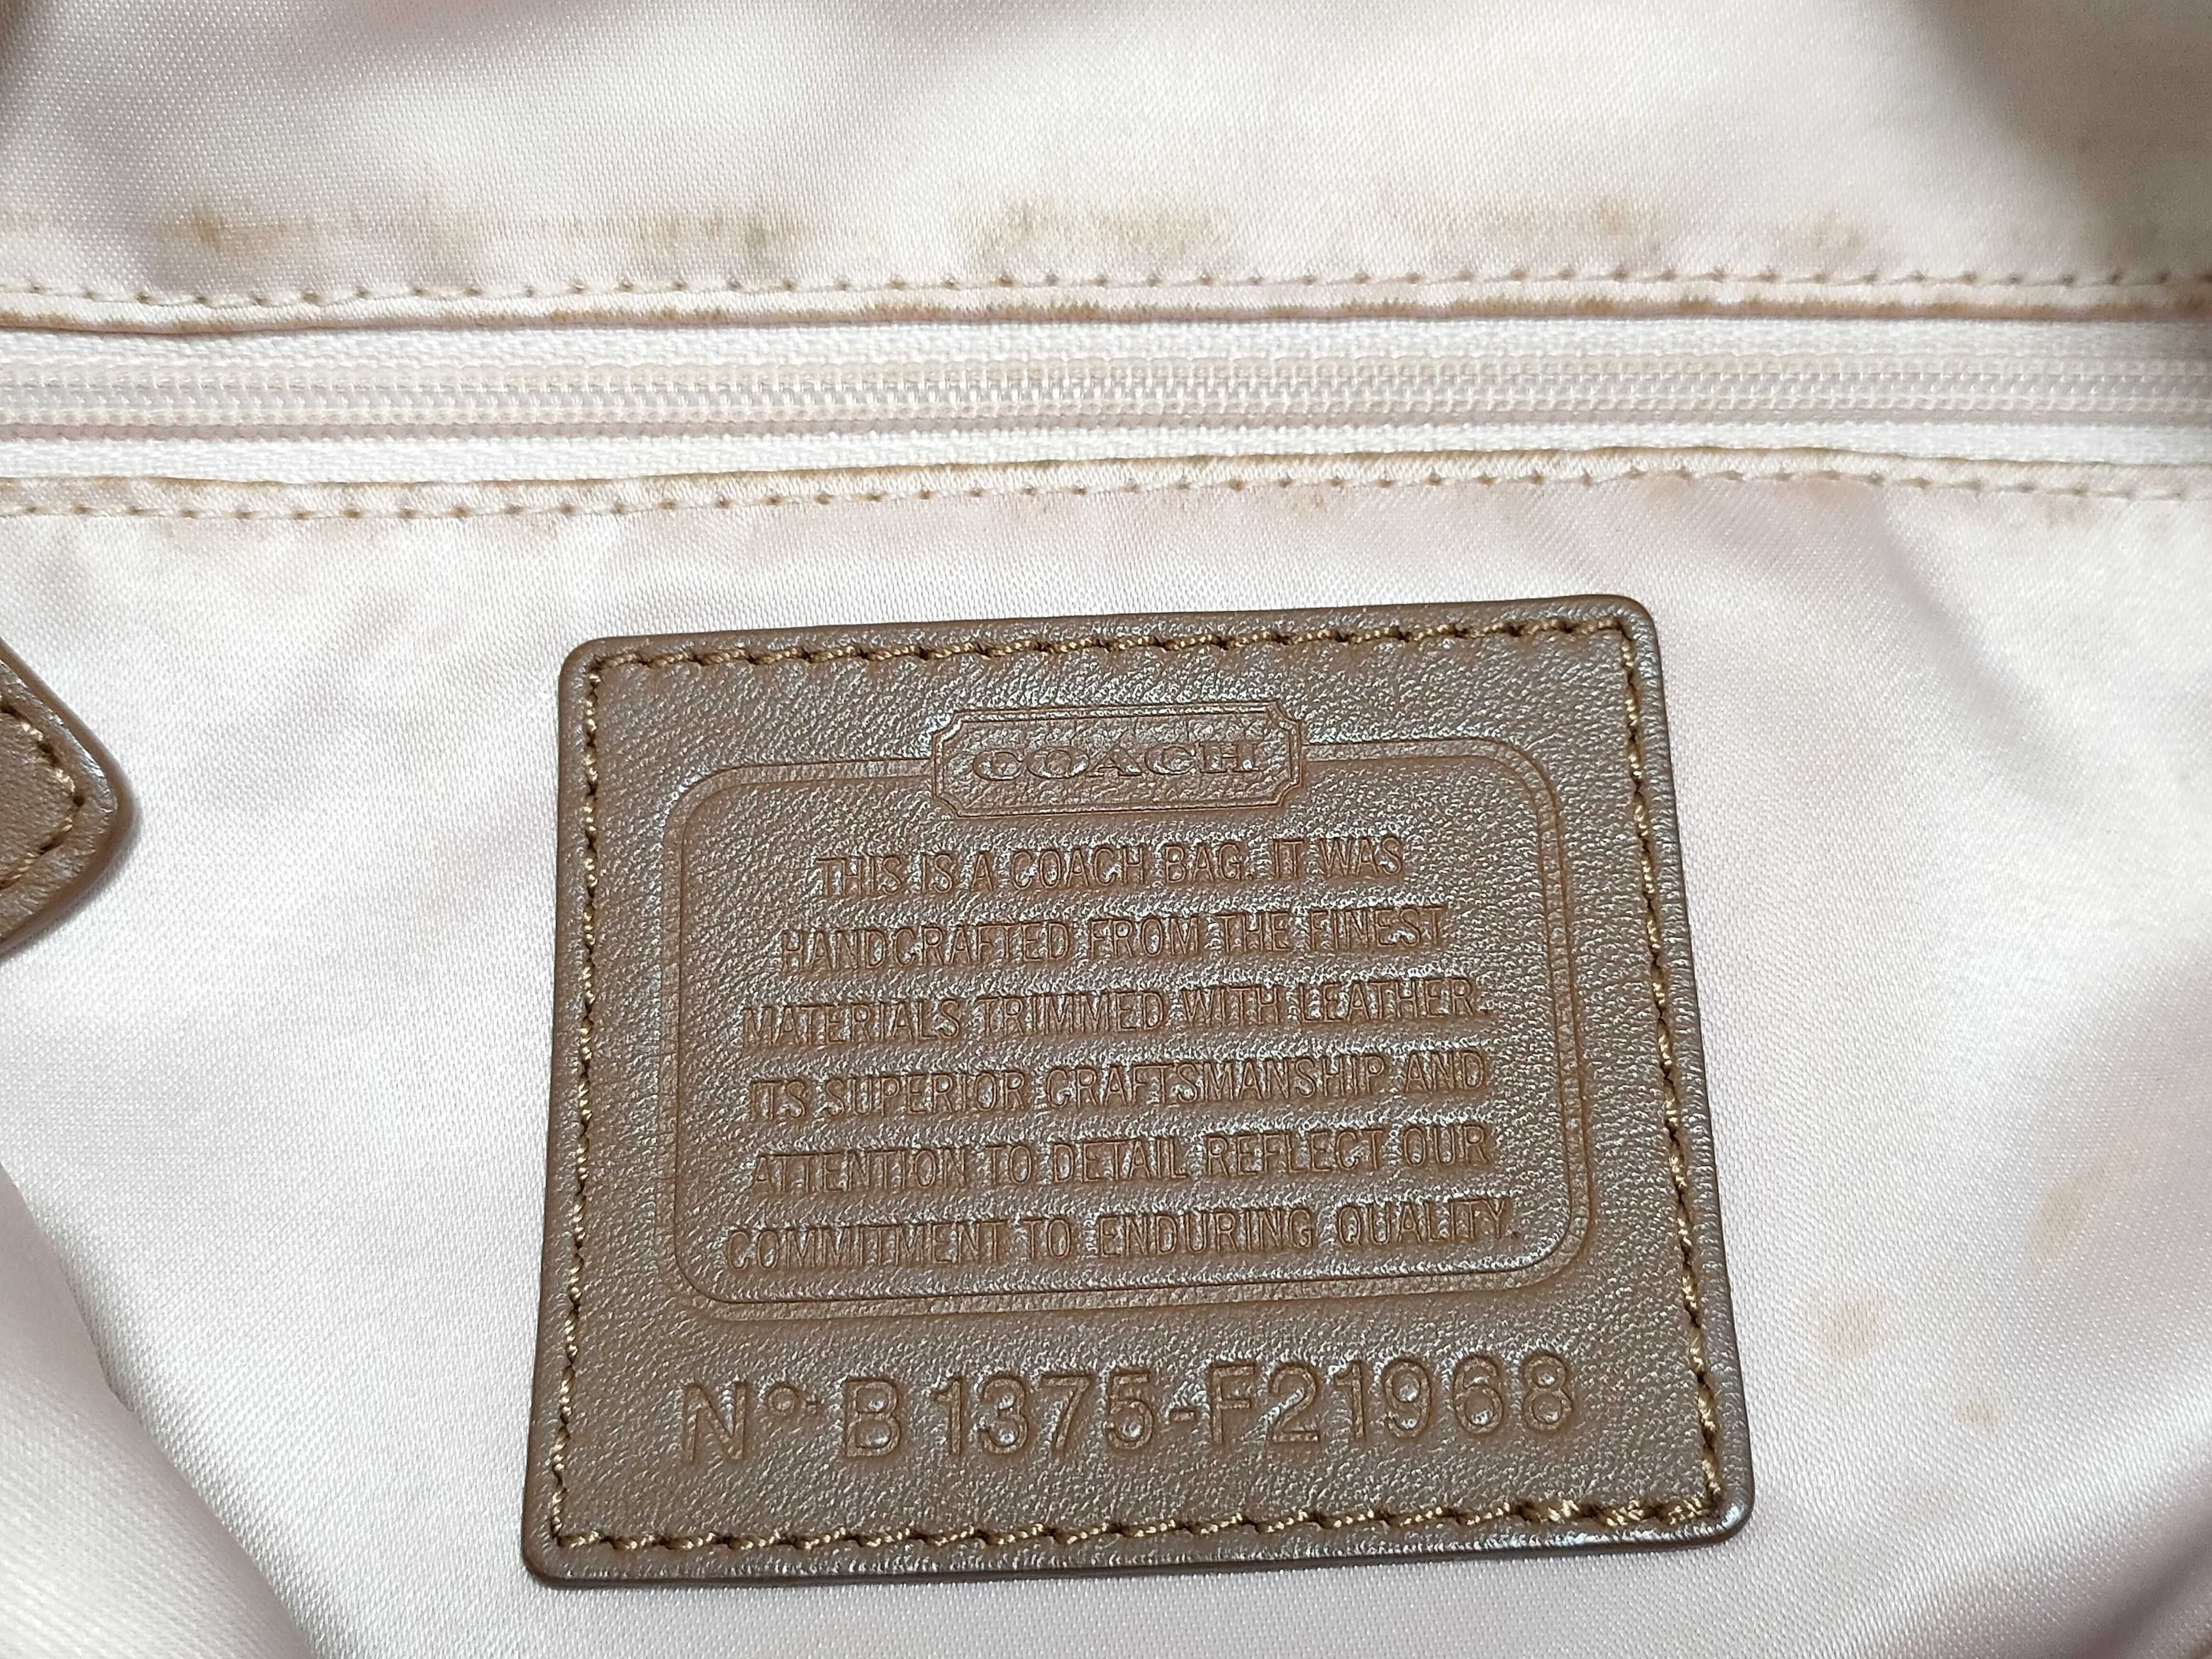 COACH
THIS IS A COACH BAG. IT WAS
HANDCRAFTED FROM THE FINEST
MATERIALS TRIMMED WITH LEATHER.
ITS SUPERIOR CRAFTSMANSHIP AND
ATTENTION TO DETAIL REFLECT OUR
COMMITMENT TO ENDURING QUALITY.
N° B1375-F21968